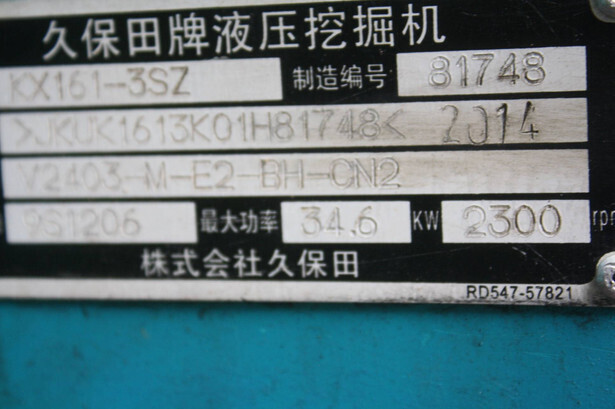 久保田牌液压挖掘机
KX161-3SZ 制造编号 81748
>JKUK1613K01H81748< 2014
V2403-M-E2-BH-CN2
9S1206 最大功率 34.6 KW 2300 rpm
株式会社久保田
RD547-57821